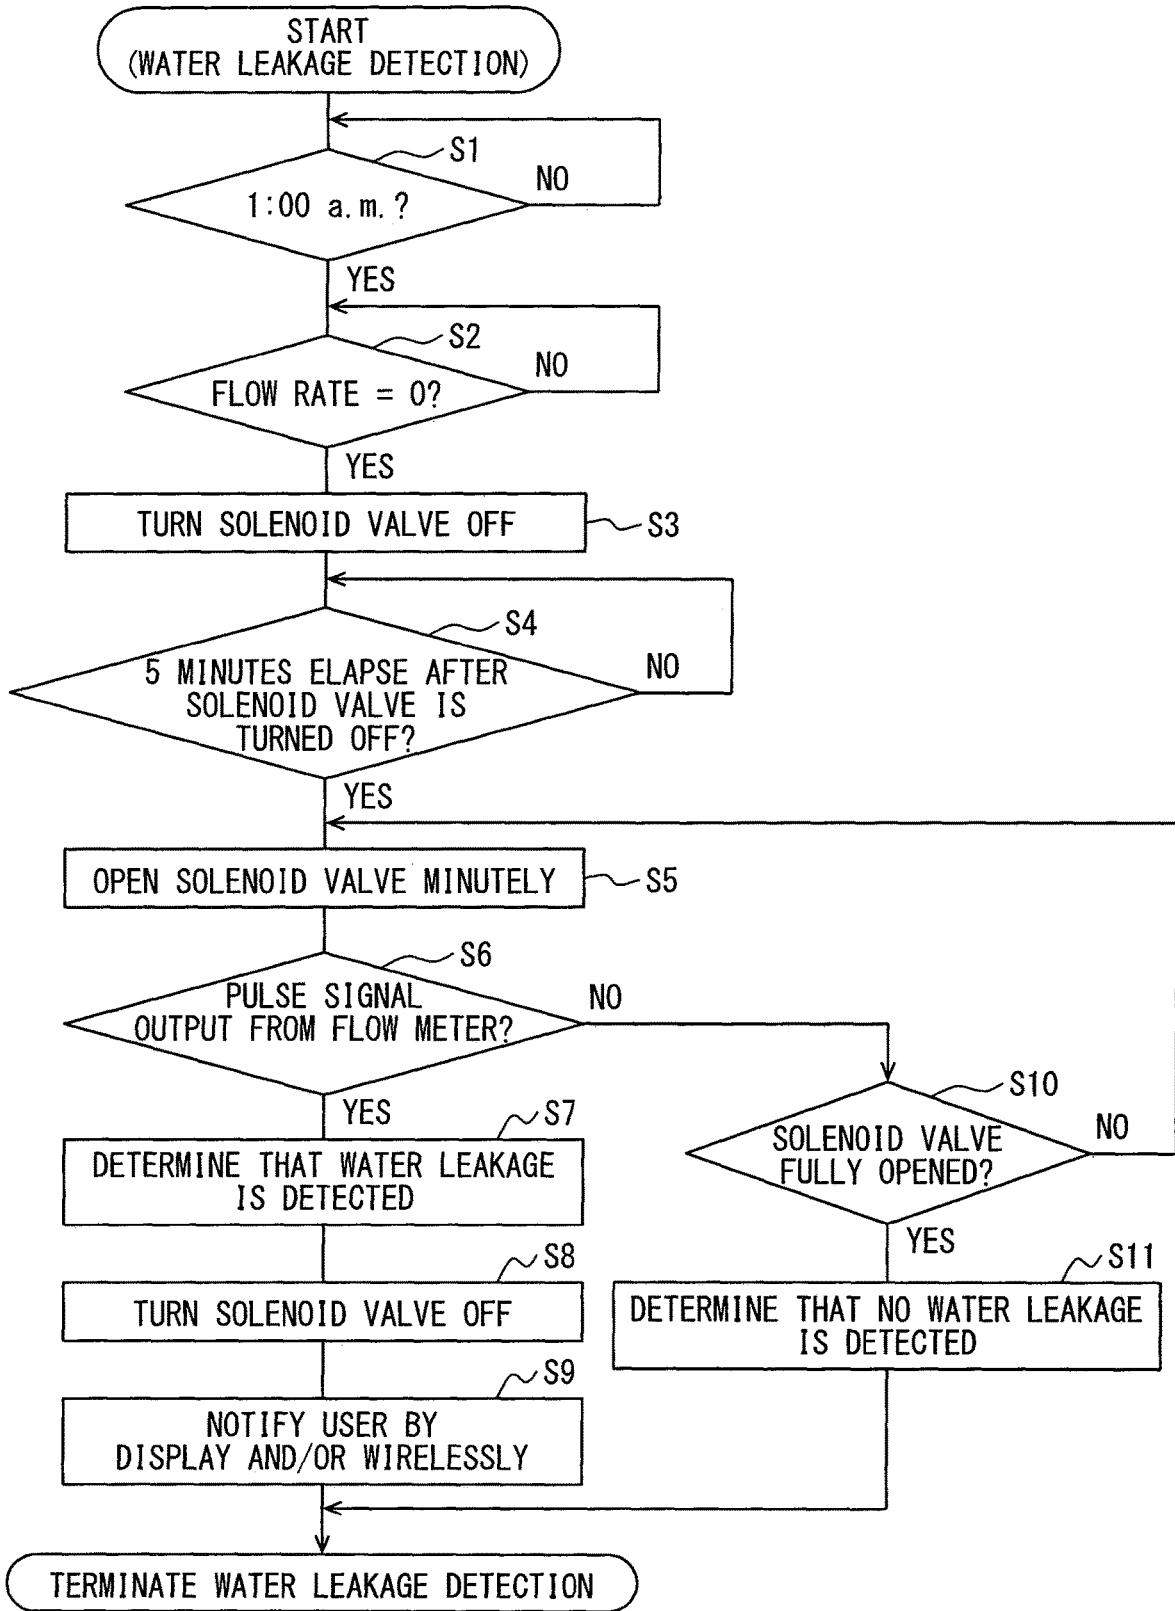 START
(WATER LEAKAGE DETECTION)
S1
NO
1:00 a.m.?
YES
S2
NO
FLOW RATE = 0?
YES
TURN SOLENOID VALVE OFF
S3
S4
NO
5 MINUTES ELAPSE AFTER
SOLENOID VALVE IS
TURNED OFF?
YES
OPEN SOLENOID VALVE MINUTELY
S5
S6
PULSE SIGNAL
OUTPUT FROM FLOW METER?
NO
YES
S10
SOLENOID VALVE
FULLY OPENED?
NO
YES
S7
DETERMINE THAT WATER LEAKAGE
IS DETECTED
S8
TURN SOLENOID VALVE OFF
S11
DETERMINE THAT NO WATER LEAKAGE
IS DETECTED
S9
NOTIFY USER BY
DISPLAY AND/OR WIRELESSLY
TERMINATE WATER LEAKAGE DETECTION